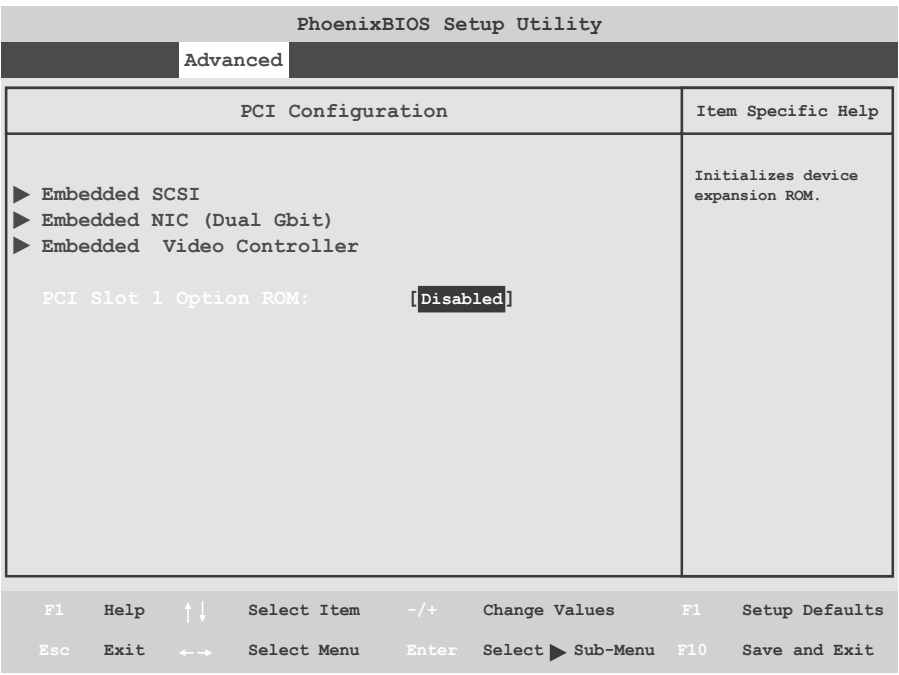 PhoenixBIOS Setup Utility
Advanced
PCI Configuration
Item Specific Help
▶ Embedded SCSI
▶ Embedded NIC (Dual Gbit)
▶ Embedded  Video Controller
PCI Slot 1 Option ROM: [Disabled]
Initializes device
expansion ROM.
F1 Help ↑↓ Select Item -/+ Change Values F1 Setup Defaults
Esc Exit ←→ Select Menu Enter Select ▶ Sub-Menu F10 Save and Exit